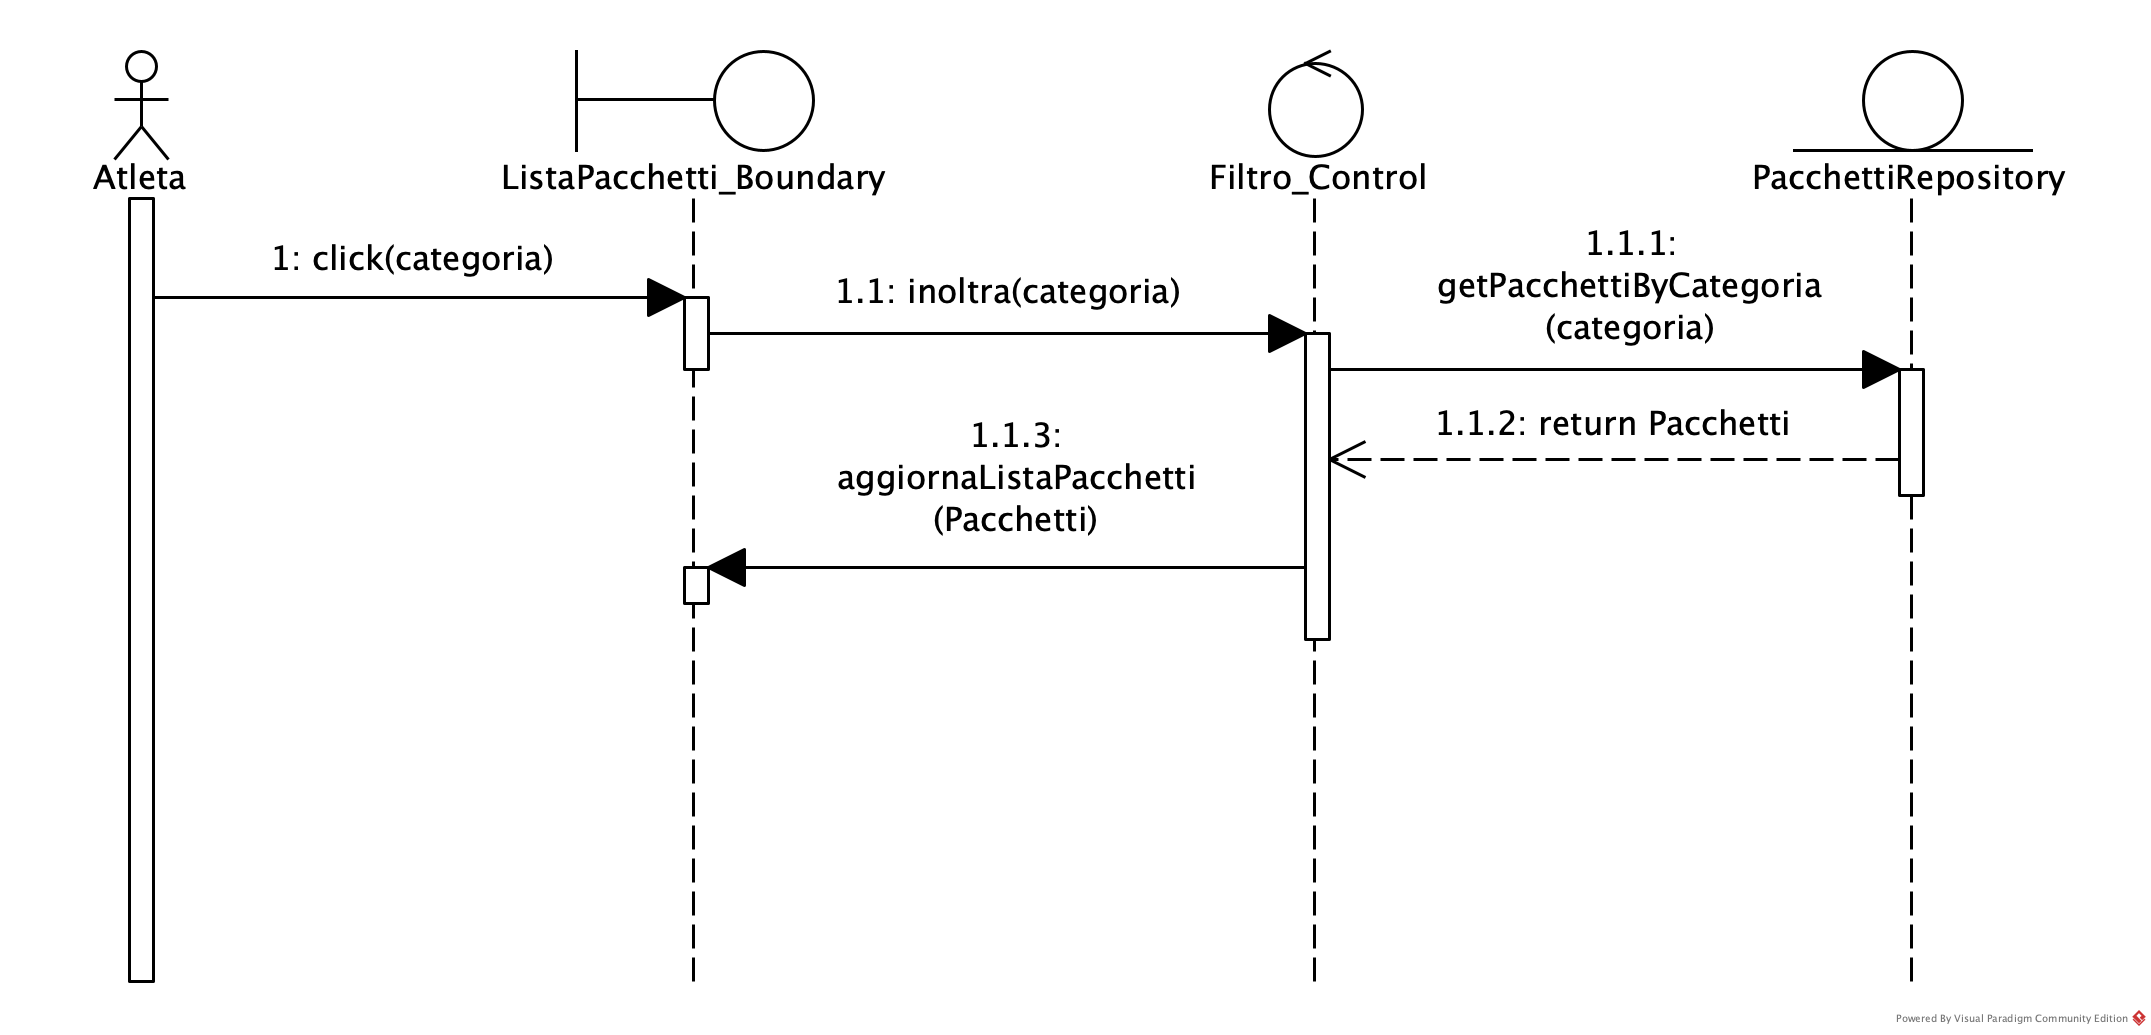 Atleta
ListaPacchetti_Boundary
Filtro_Control
PacchettiRepository
1: click(categoria)
1.1: inoltra(categoria)
1.1.1:
getPacchettiByCategoria
(categoria)
1.1.2: return Pacchetti
1.1.3:
aggiornaListaPacchetti
(Pacchetti)
Powered By Visual Paradigm Community Edition